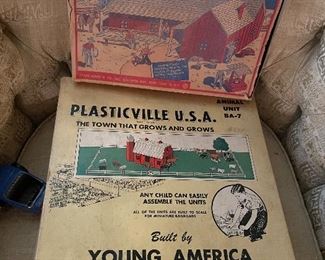 ANIMAL
UNIT
BA-7
PLASTICVILLE U.S.A.
THE TOWN THAT GROWS AND GROWS
ANY CHILD CAN EASILY
ASSEMBLE THE UNITS
ALL OF THE UNITS ARE BUILT TO SCALE
FOR MINIATURE RAILROADS
Built by
YOUNG AMERICA